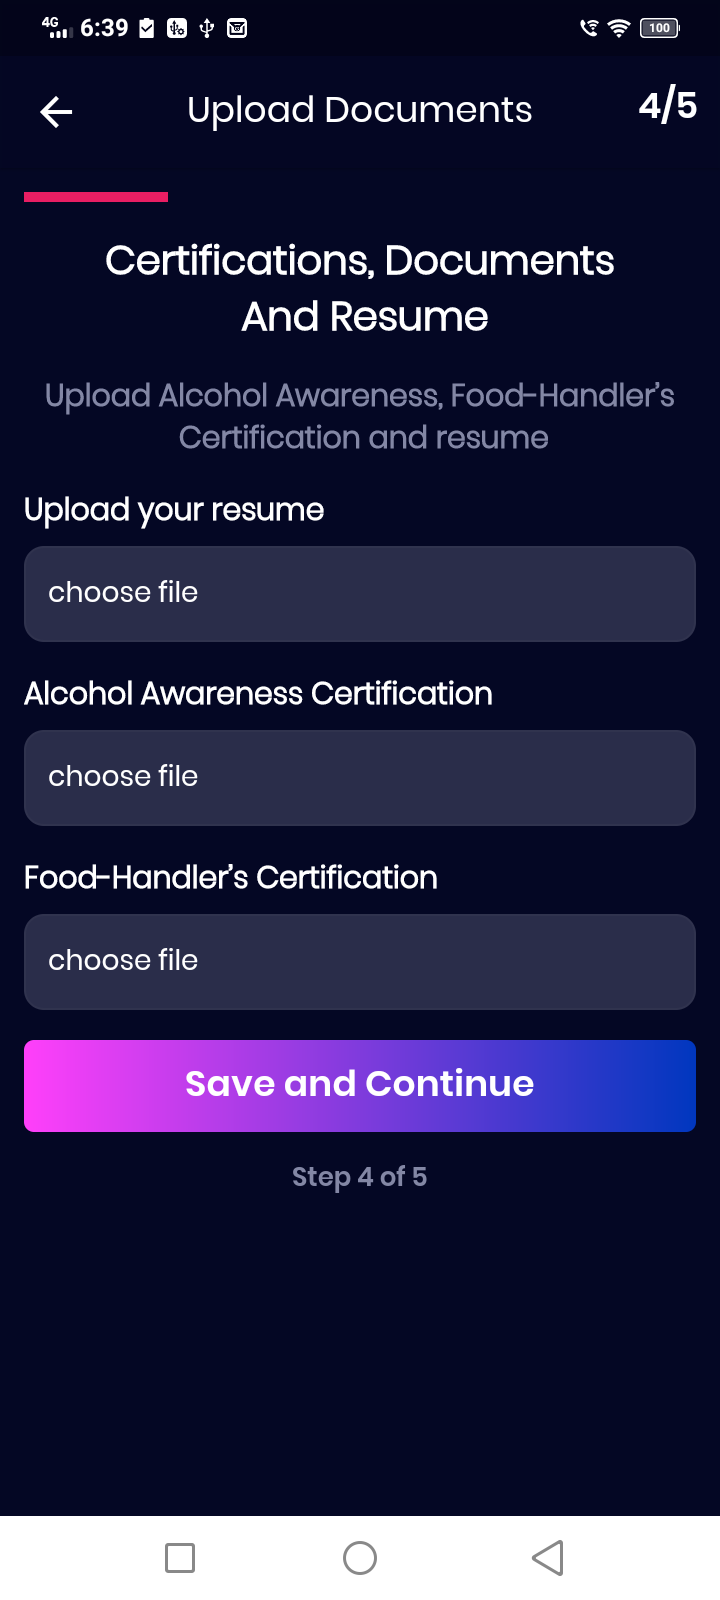 4G 6:39 100
Upload Documents 4/5
Certifications, Documents
And Resume
Upload Alcohol Awareness, Food-Handler's
Certification and resume
Upload your resume
choose file
Alcohol Awareness Certification
choose file
Food-Handler's Certification
choose file
Save and Continue
Step 4 of 5